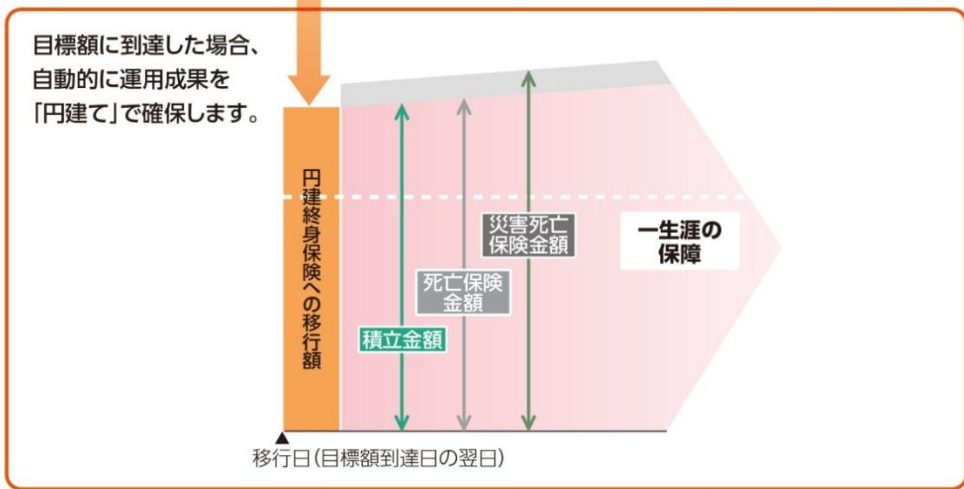 目標額に到達した場合、
自動的に運用成果を
「円建て」で確保します。
円建終身保険への移行額
災害死亡
保険金額
死亡保険
金額
積立金額
一生涯の
保障
▲
移行日(目標額到達日の翌日)